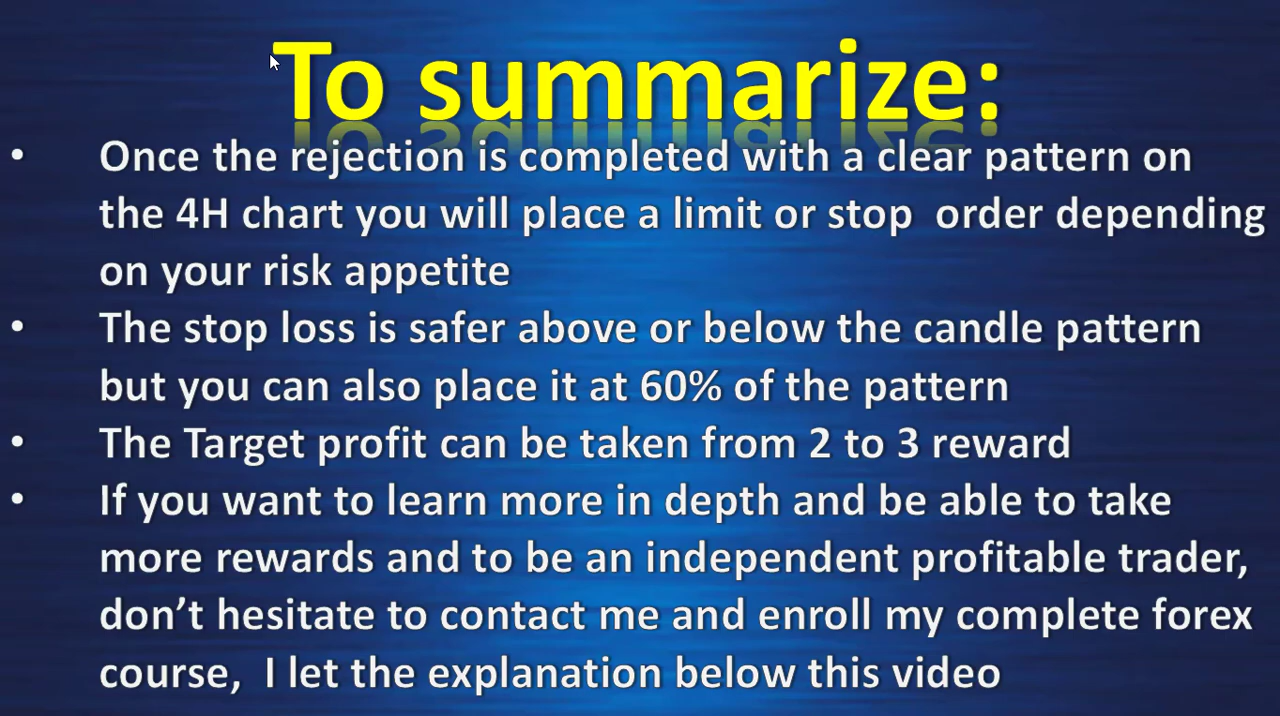 To summarize:
• Once the rejection is completed with a clear pattern on
the 4H chart you will place a limit or stop  order depending
on your risk appetite
• The stop loss is safer above or below the candle pattern
but you can also place it at 60% of the pattern
• The Target profit can be taken from 2 to 3 reward
• If you want to learn more in depth and be able to take
more rewards and to be an independent profitable trader,
don’t hesitate to contact me and enroll my complete forex
course,  I let the explanation below this video